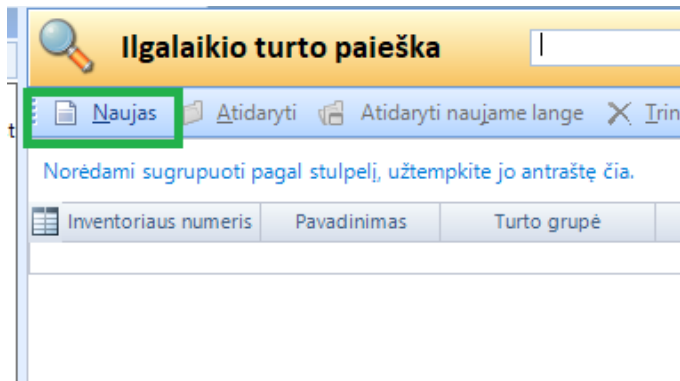 Ilgalaikio turto paieška
Naujas Atidaryti Atidaryti naujame lange Trin
Norėdami sugrupuoti pagal stulpelį, užtempkite jo antraštę čia.
Inventoriaus numeris Pavadinimas Turto grupė